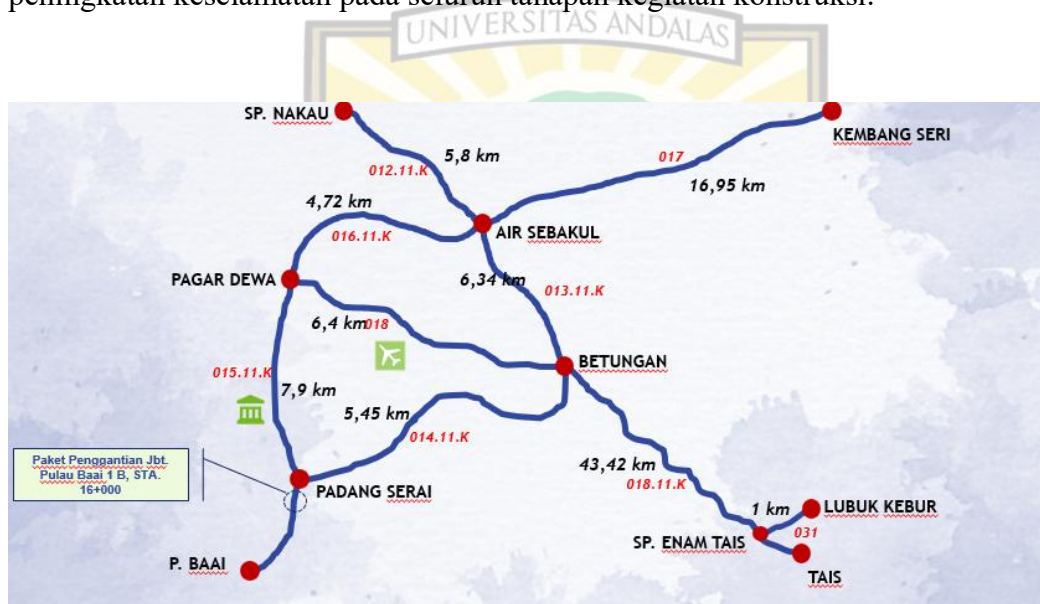 peningkatan keselamatan pada seluruh tahapan kegiatan konstruksi.
UNIVERSITAS ANDALAS
SP. NAKAU
KEMBANG SERI
5,8 km
017
012.11.K
16,95 km
4,72 km
016.11.K
AIR SEBAKUL
PAGAR DEWA
6,34 km
013.11.K
6,4 km
018
BETUNGAN
015.11.K
7,9 km
5,45 km
014.11.K
Paket Penggantian Jbt.
Pulau Baai 1 B, STA.
16+000
43,42 km
018.11.K
PADANG SERAI
1 km
LUBUK KEBUR
031
SP. ENAM TAIS
P. BAAI
TAIS